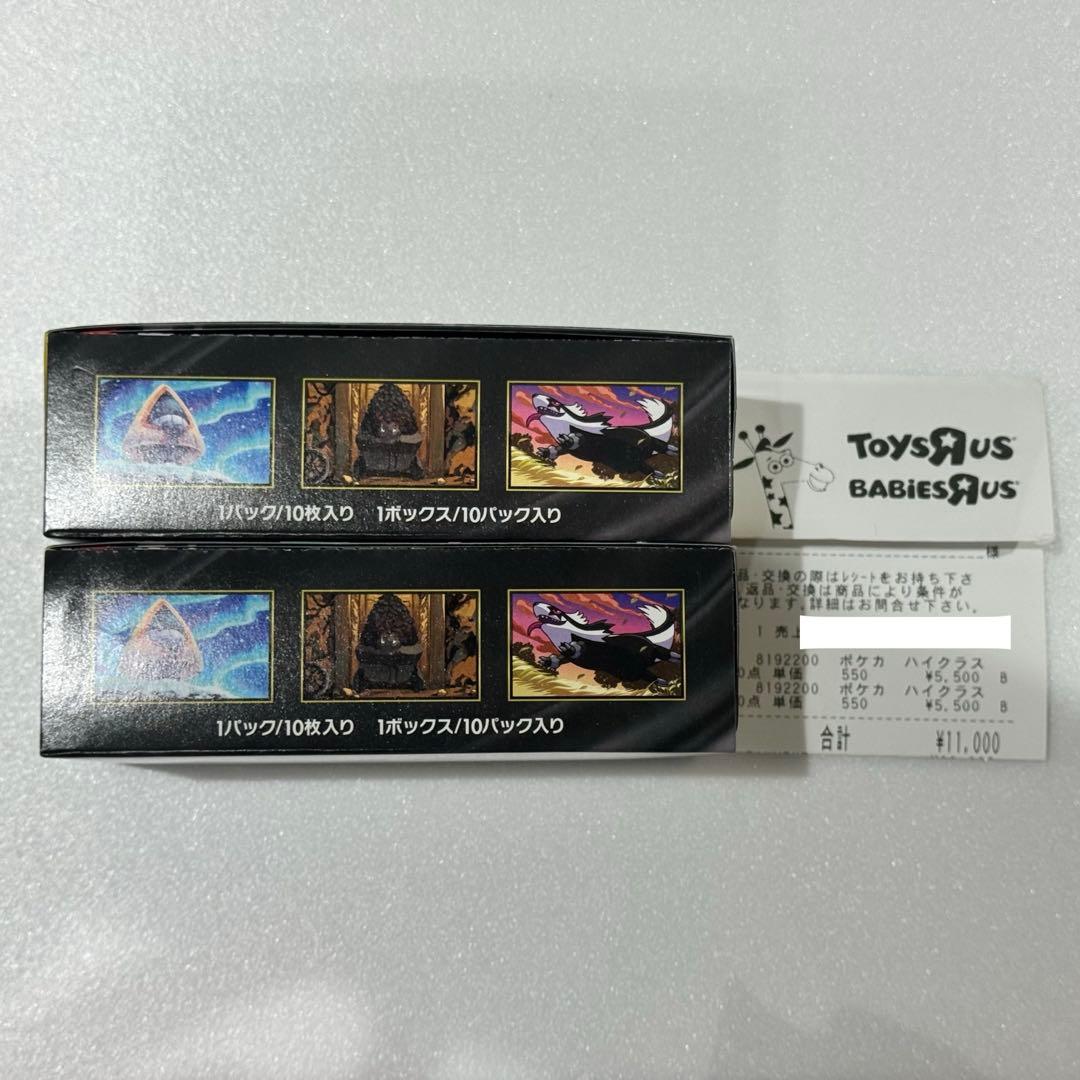 1パック/10枚入り 1ボックス/10パック入り
1パック/10枚入り 1ボックス/10パック入り
TOYSЯUS
BABIESЯUS
様
品・交換の際はレシートをお持ち下さ
返品・交換は商品により条件が
なります。詳細はお問合せ下さい。
1 売上
8192200 ポケカ ハイクラス
0点 単価 550 ¥5,500 B
8192200 ポケカ ハイクラス
0点 単価 550 ¥5,500 B
合計 ¥11,000